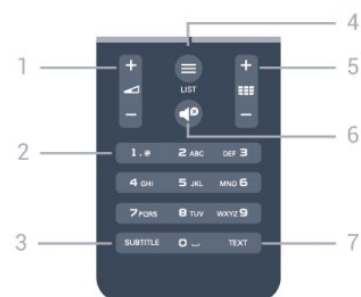 4
1 + + 5
LIST
− − 6
2 1.@ 2 ABC DEF 3
4 GHI 5 JKL MNO 6
7 PQRS 8 TUV WXYZ 9
3 SUBTITLE 0 ⎵ TEXT 7